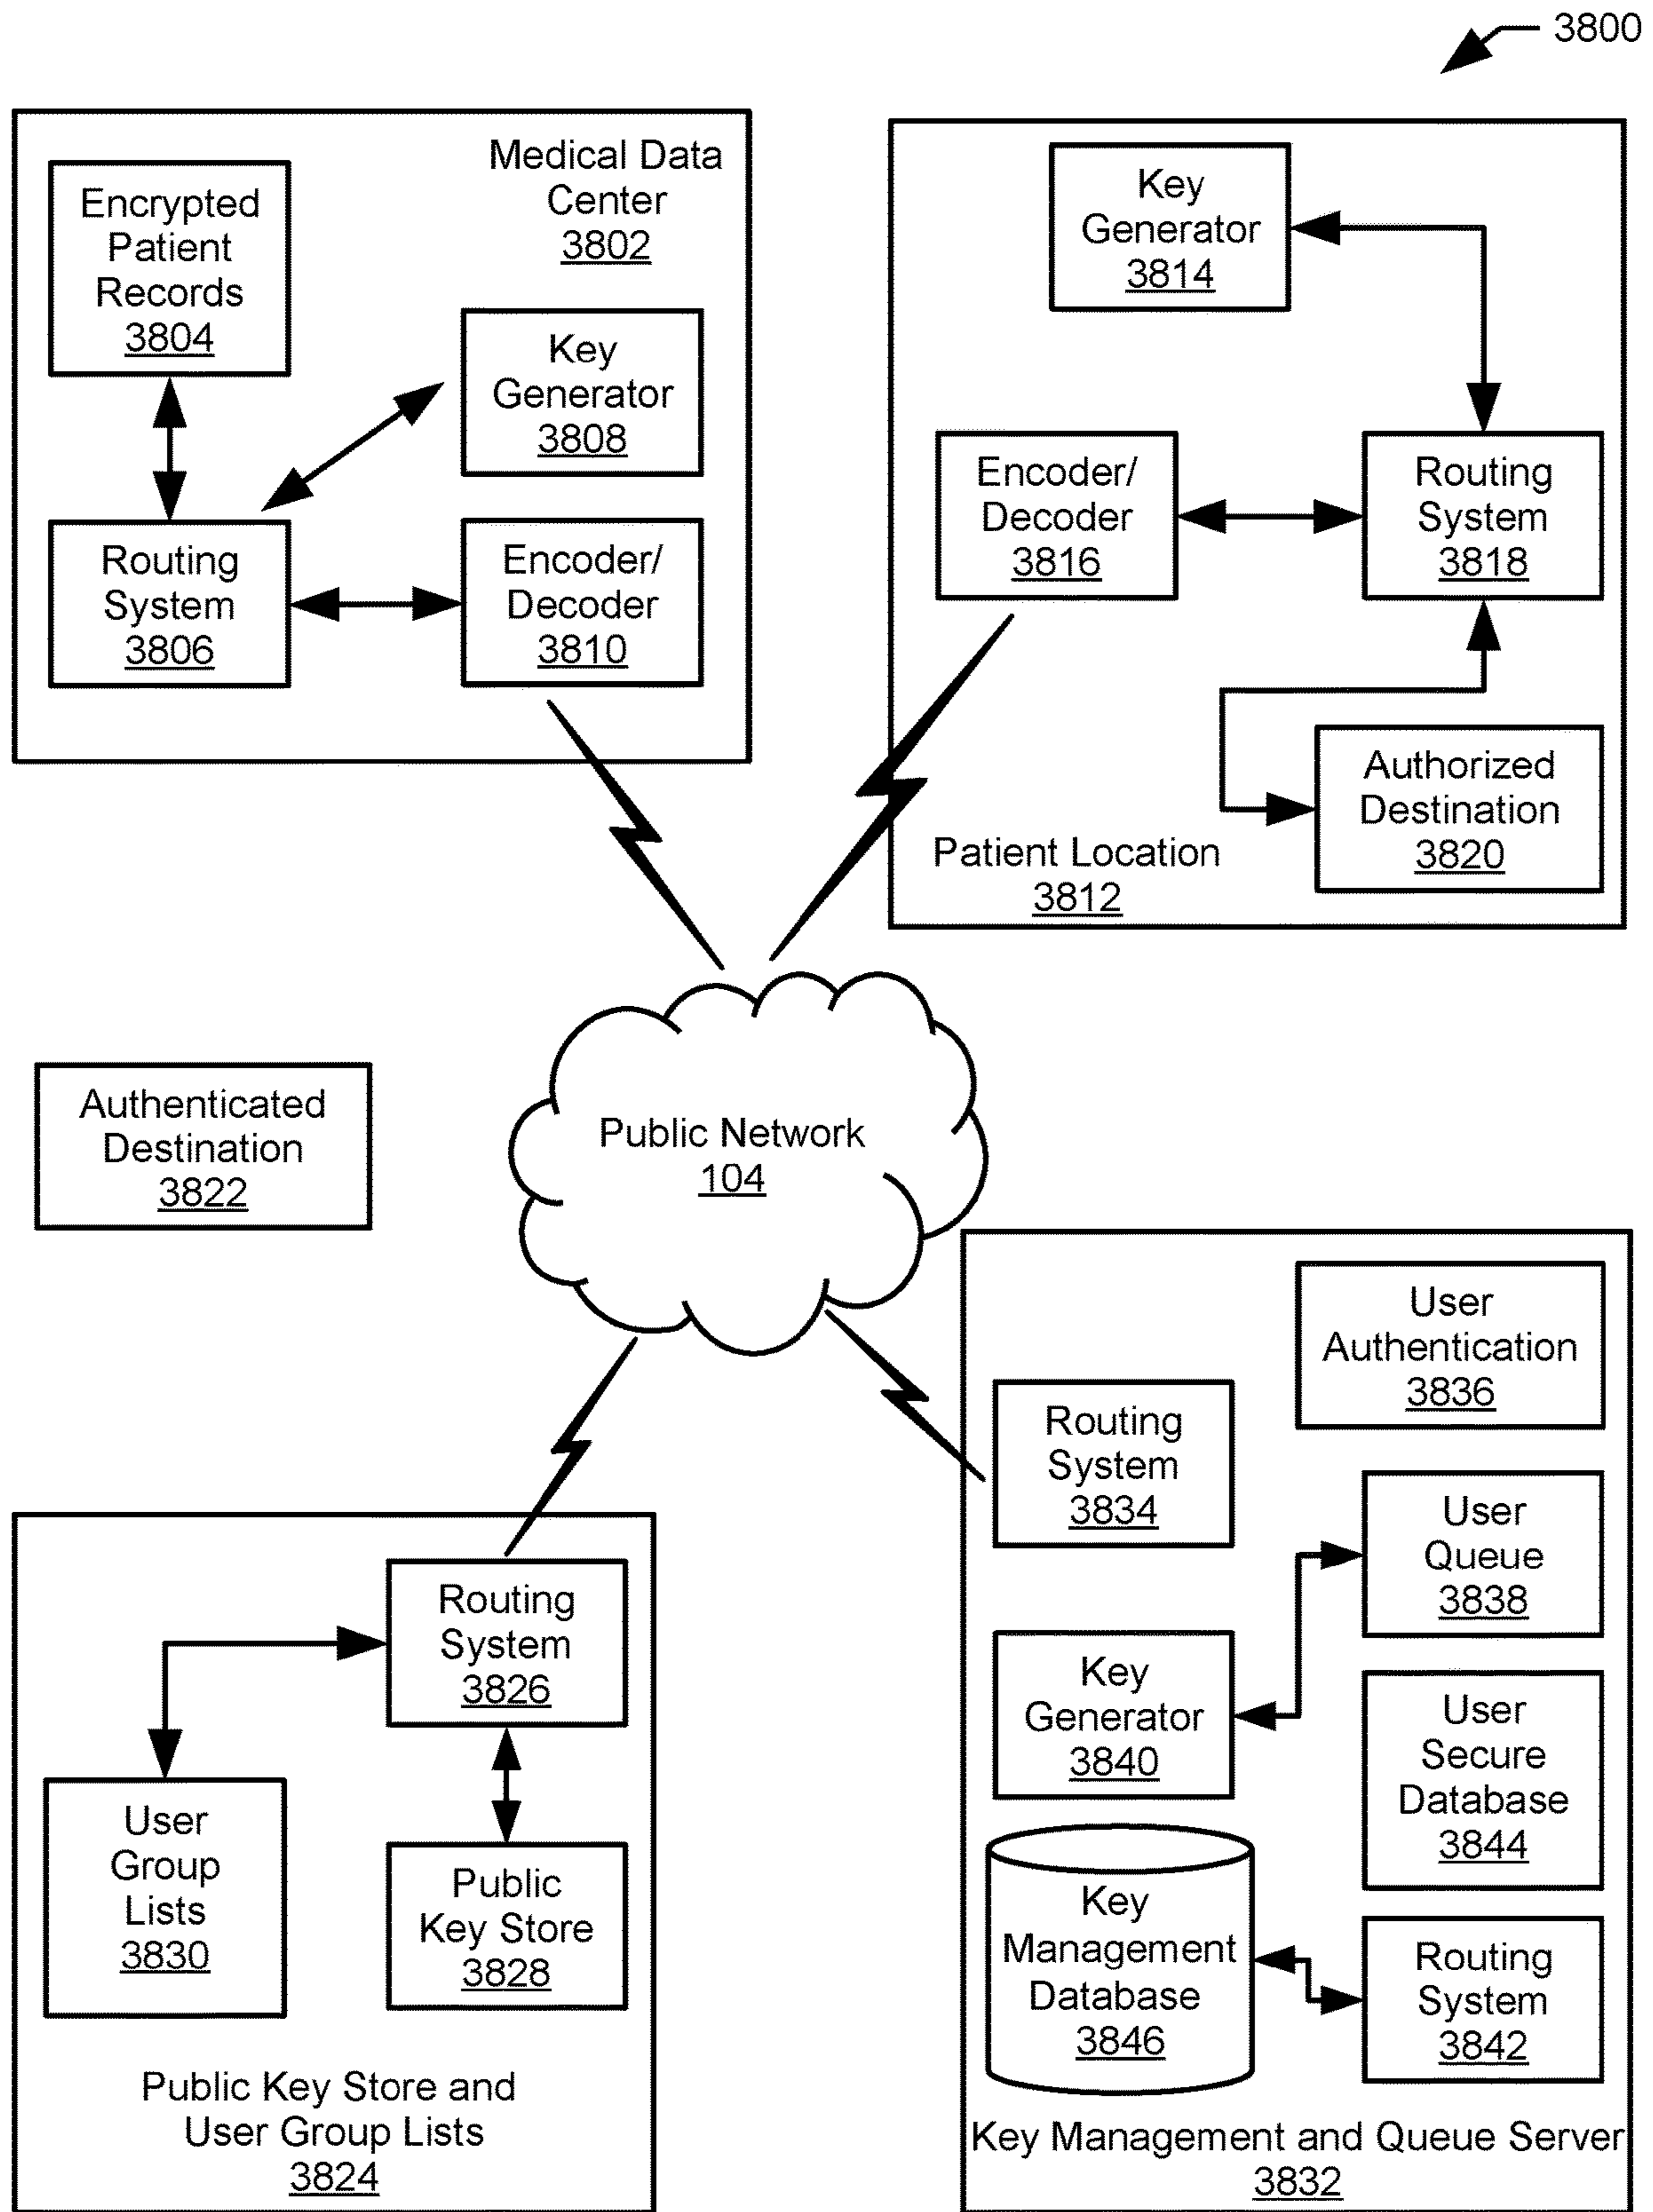 3800
Medical Data
Center
3802
Encrypted
Patient
Records
3804
Key
Generator
3808
Routing
System
3806
Encoder/
Decoder
3810
Key
Generator
3814
Encoder/
Decoder
3816
Routing
System
3818
Authorized
Destination
3820
Patient Location
3812
Public Network
104
Authenticated
Destination
3822
User
Authentication
3836
Routing
System
3834
User
Queue
3838
Key
Generator
3840
User
Secure
Database
3844
Key
Management
Database
3846
Routing
System
3842
Key Management and Queue Server
3832
Routing
System
3826
User
Group
Lists
3830
Public
Key Store
3828
Public Key Store and
User Group Lists
3824